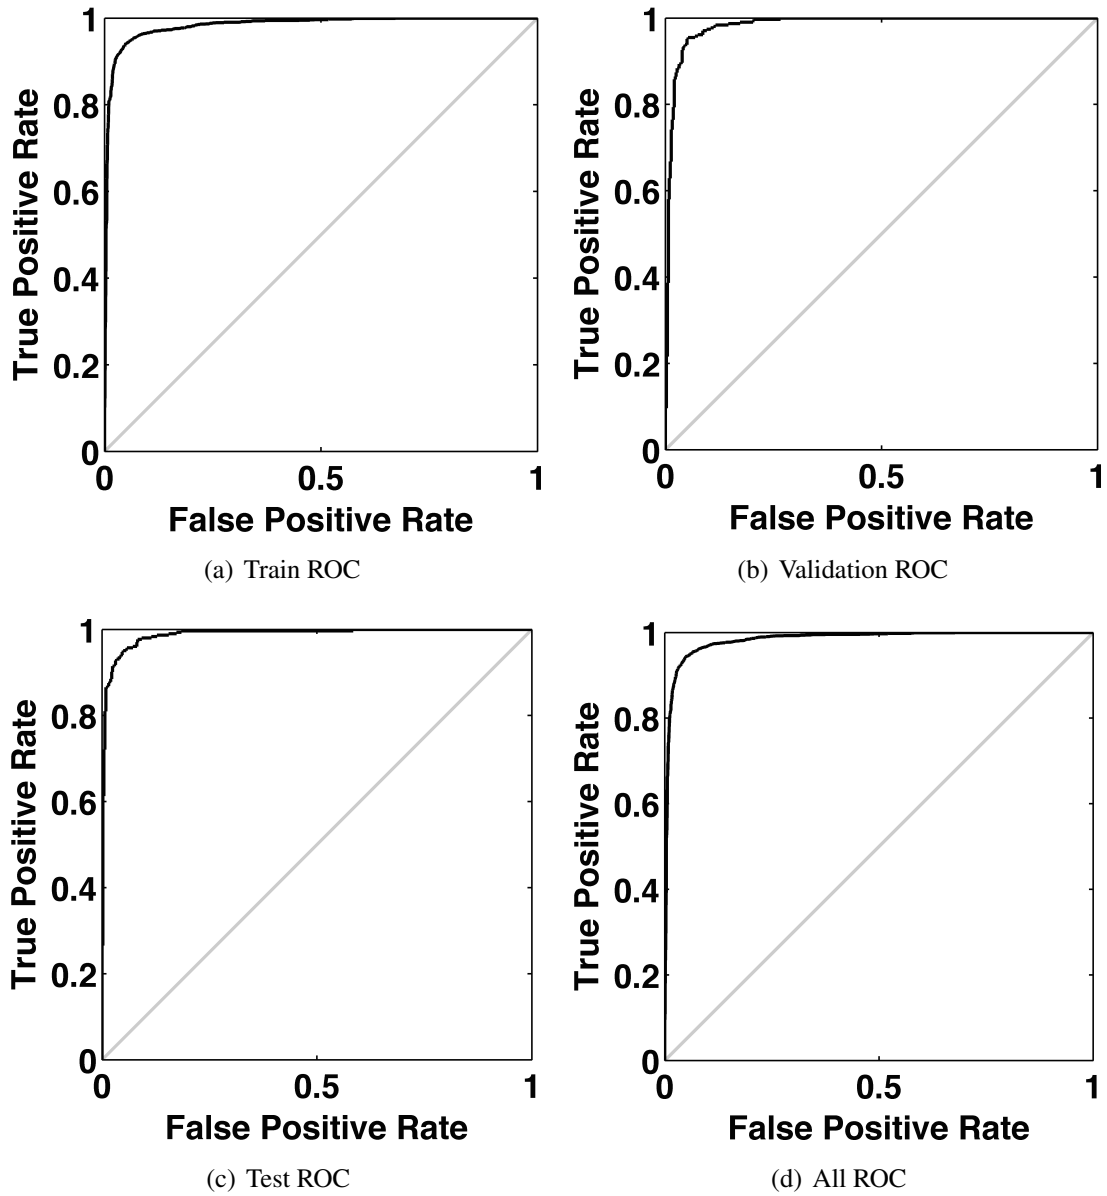 True Positive Rate
1
0.8
0.6
0.4
0.2
0
0 0.5 1
False Positive Rate
(a) Train ROC
True Positive Rate
1
0.8
0.6
0.4
0.2
0
0 0.5 1
False Positive Rate
(b) Validation ROC
True Positive Rate
1
0.8
0.6
0.4
0.2
0
0 0.5 1
False Positive Rate
(c) Test ROC
True Positive Rate
1
0.8
0.6
0.4
0.2
0
0 0.5 1
False Positive Rate
(d) All ROC